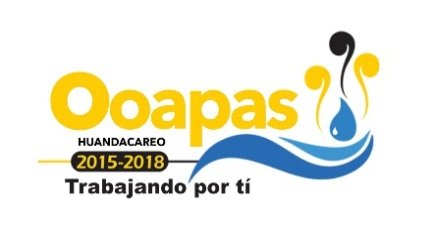 Ooapas
HUANDACAREO
2015-2018
Trabajando por tí